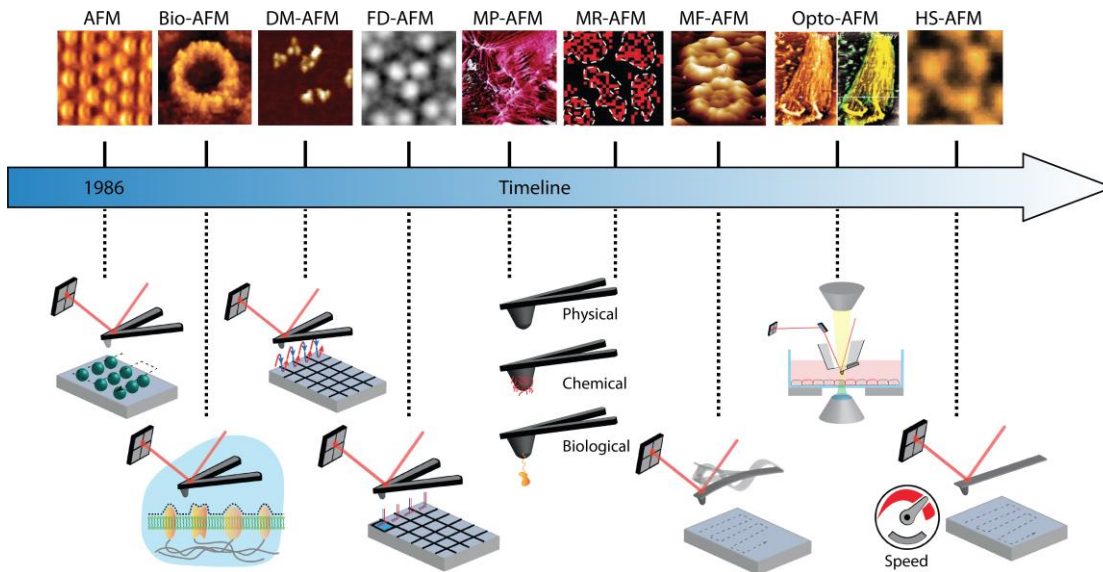 AFM Bio-AFM DM-AFM FD-AFM MP-AFM MR-AFM MF-AFM Opto-AFM HS-AFM
1986 Timeline
Physical
Chemical
Biological
Speed